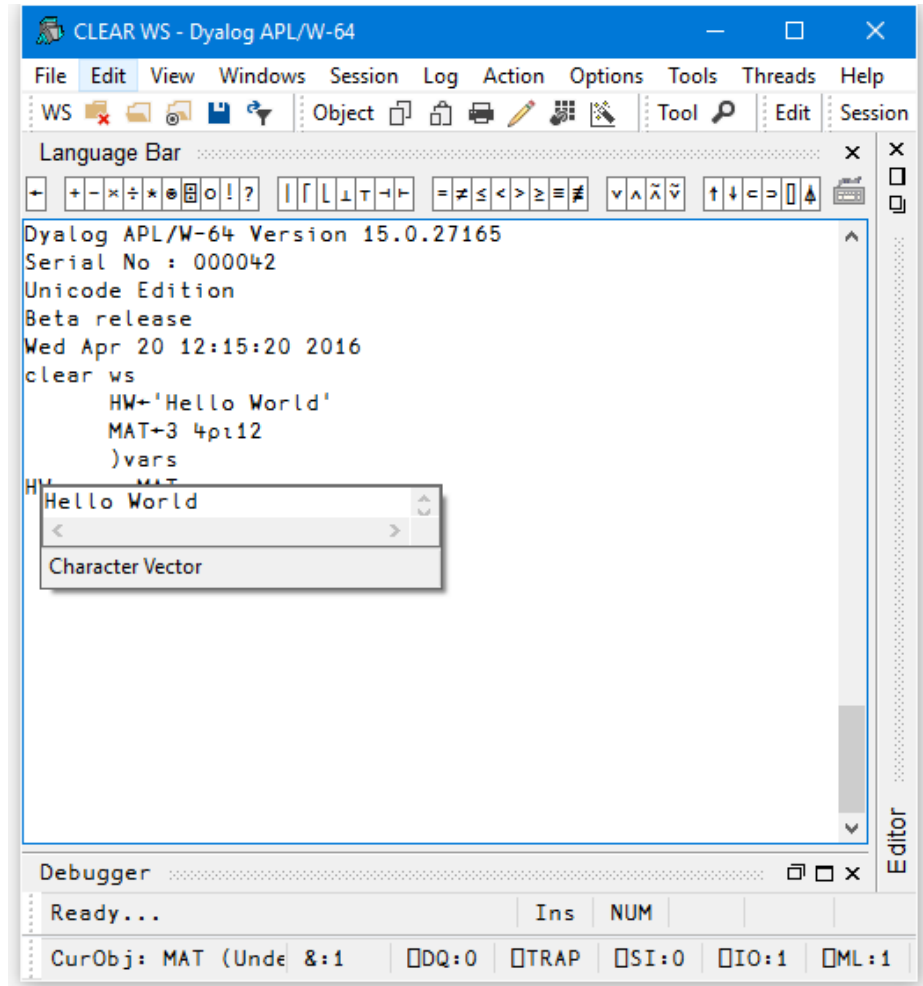 CLEAR WS - Dyalog APL/W-64
File Edit View Windows Session Log Action Options Tools Threads Help
WS Object Tool Edit Session
Language Bar
← + - × ÷ * ⍟ ⌹ ○ ! ? | ⌈ ⌊ ⊥ ⊤ ⊣ ⊢ = ≠ ≤ < > ≥ ≡ ≢ ∨ ∧ ⍲ ⍱ ↑ ↓ ⊂ ⊃ ⌷ ⍋
Dyalog APL/W-64 Version 15.0.27165
Serial No : 000042
Unicode Edition
Beta release
Wed Apr 20 12:15:20 2016
clear ws
HW←'Hello World'
MAT←3 4⍴⍳12
)vars
HW MAT
Hello World
Character Vector
Editor
Debugger
Ready... Ins NUM
CurObj: MAT (Unde &:1 ⎕DQ:0 ⎕TRAP ⎕SI:0 ⎕IO:1 ⎕ML:1